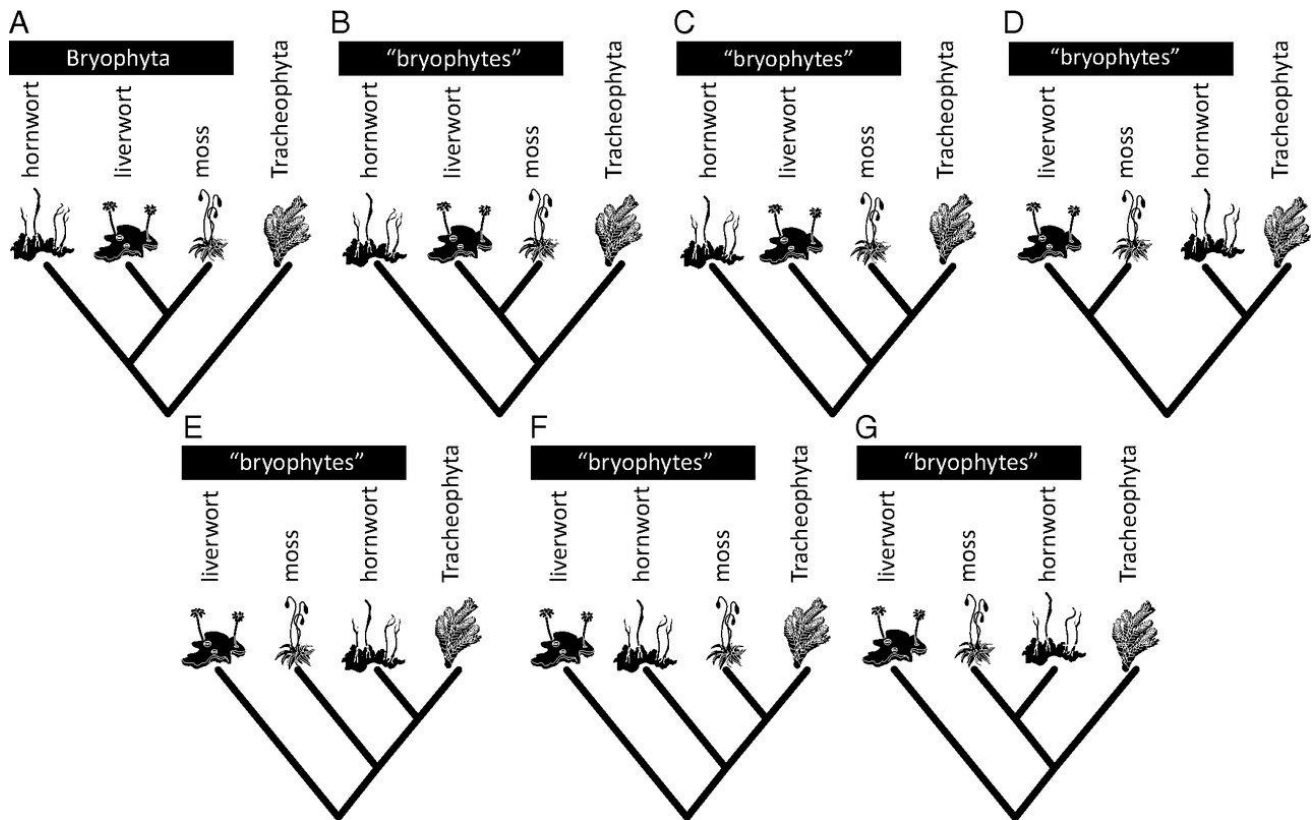 A
Bryophyta
hornwort
liverwort
moss
Tracheophyta
B
“bryophytes”
hornwort
liverwort
moss
Tracheophyta
C
“bryophytes”
hornwort
liverwort
moss
Tracheophyta
D
“bryophytes”
liverwort
moss
hornwort
Tracheophyta
E
“bryophytes”
liverwort
moss
hornwort
Tracheophyta
F
“bryophytes”
liverwort
hornwort
moss
Tracheophyta
G
“bryophytes”
liverwort
moss
hornwort
Tracheophyta